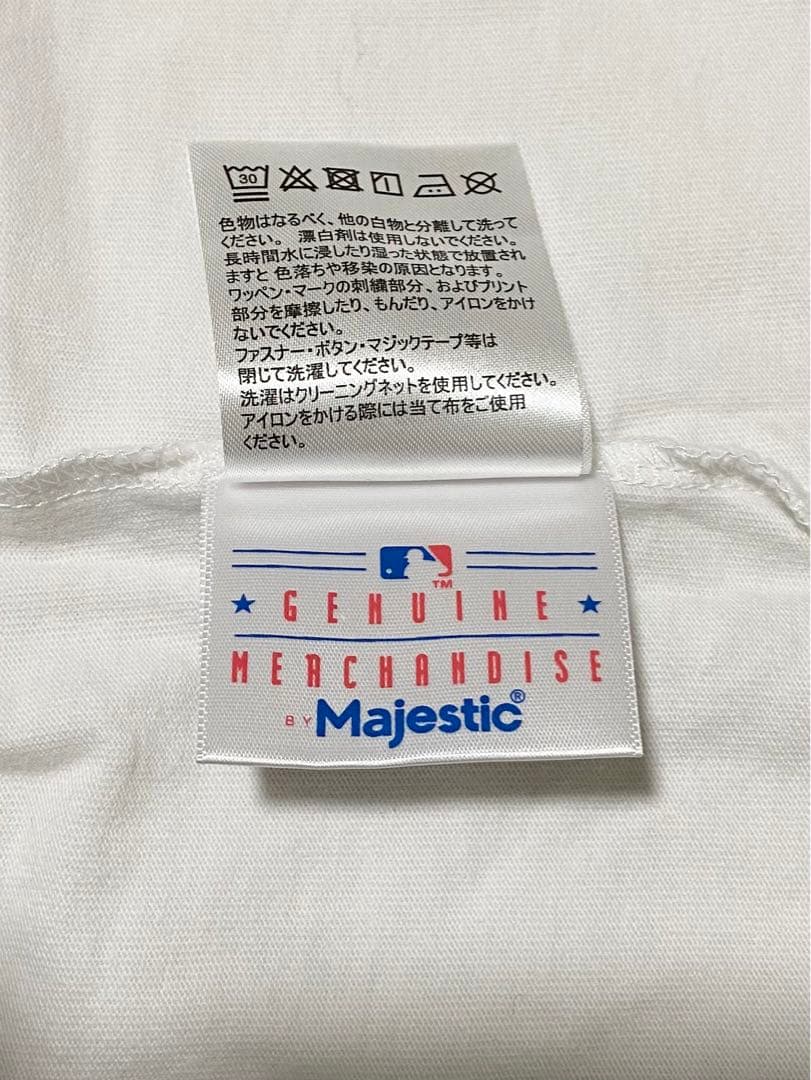 30
色物はなるべく、他の白物と分離して洗って
ください。 漂白剤は使用しないでください。
長時間水に浸したり湿った状態で放置され
ますと 色落ちや移染の原因となります。
ワッペン・マークの刺繍部分、およびプリント
部分を摩擦したり、もんだり、アイロンをかけ
ないでください。
ファスナー・ボタン・マジックテープ等は
閉じて洗濯してください。
洗濯はクリーニングネットを使用してください。
アイロンをかける際には当て布をご使用
ください。
TM
★ GENUINE ★
MERCHANDISE
BY Majestic®